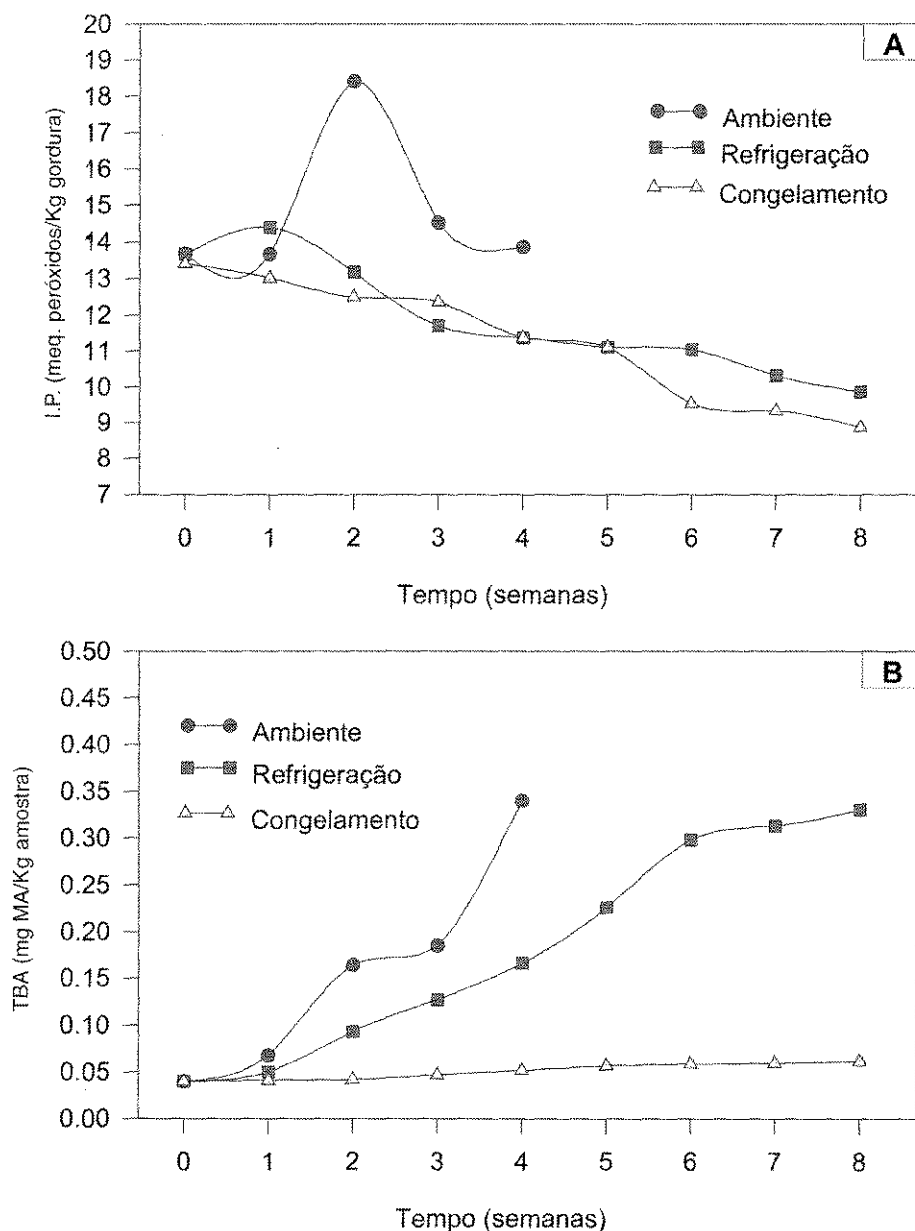 A
I.P. (meq. peróxidos/Kg gordura)
20
19
18
17
16
15
14
13
12
11
10
9
8
7
Ambiente
Refrigeração
Congelamento
0 1 2 3 4 5 6 7 8
Tempo (semanas)
B
TBA (mg MA/Kg amostra)
0.50
0.45
0.40
0.35
0.30
0.25
0.20
0.15
0.10
0.05
0.00
Ambiente
Refrigeração
Congelamento
0 1 2 3 4 5 6 7 8
Tempo (semanas)